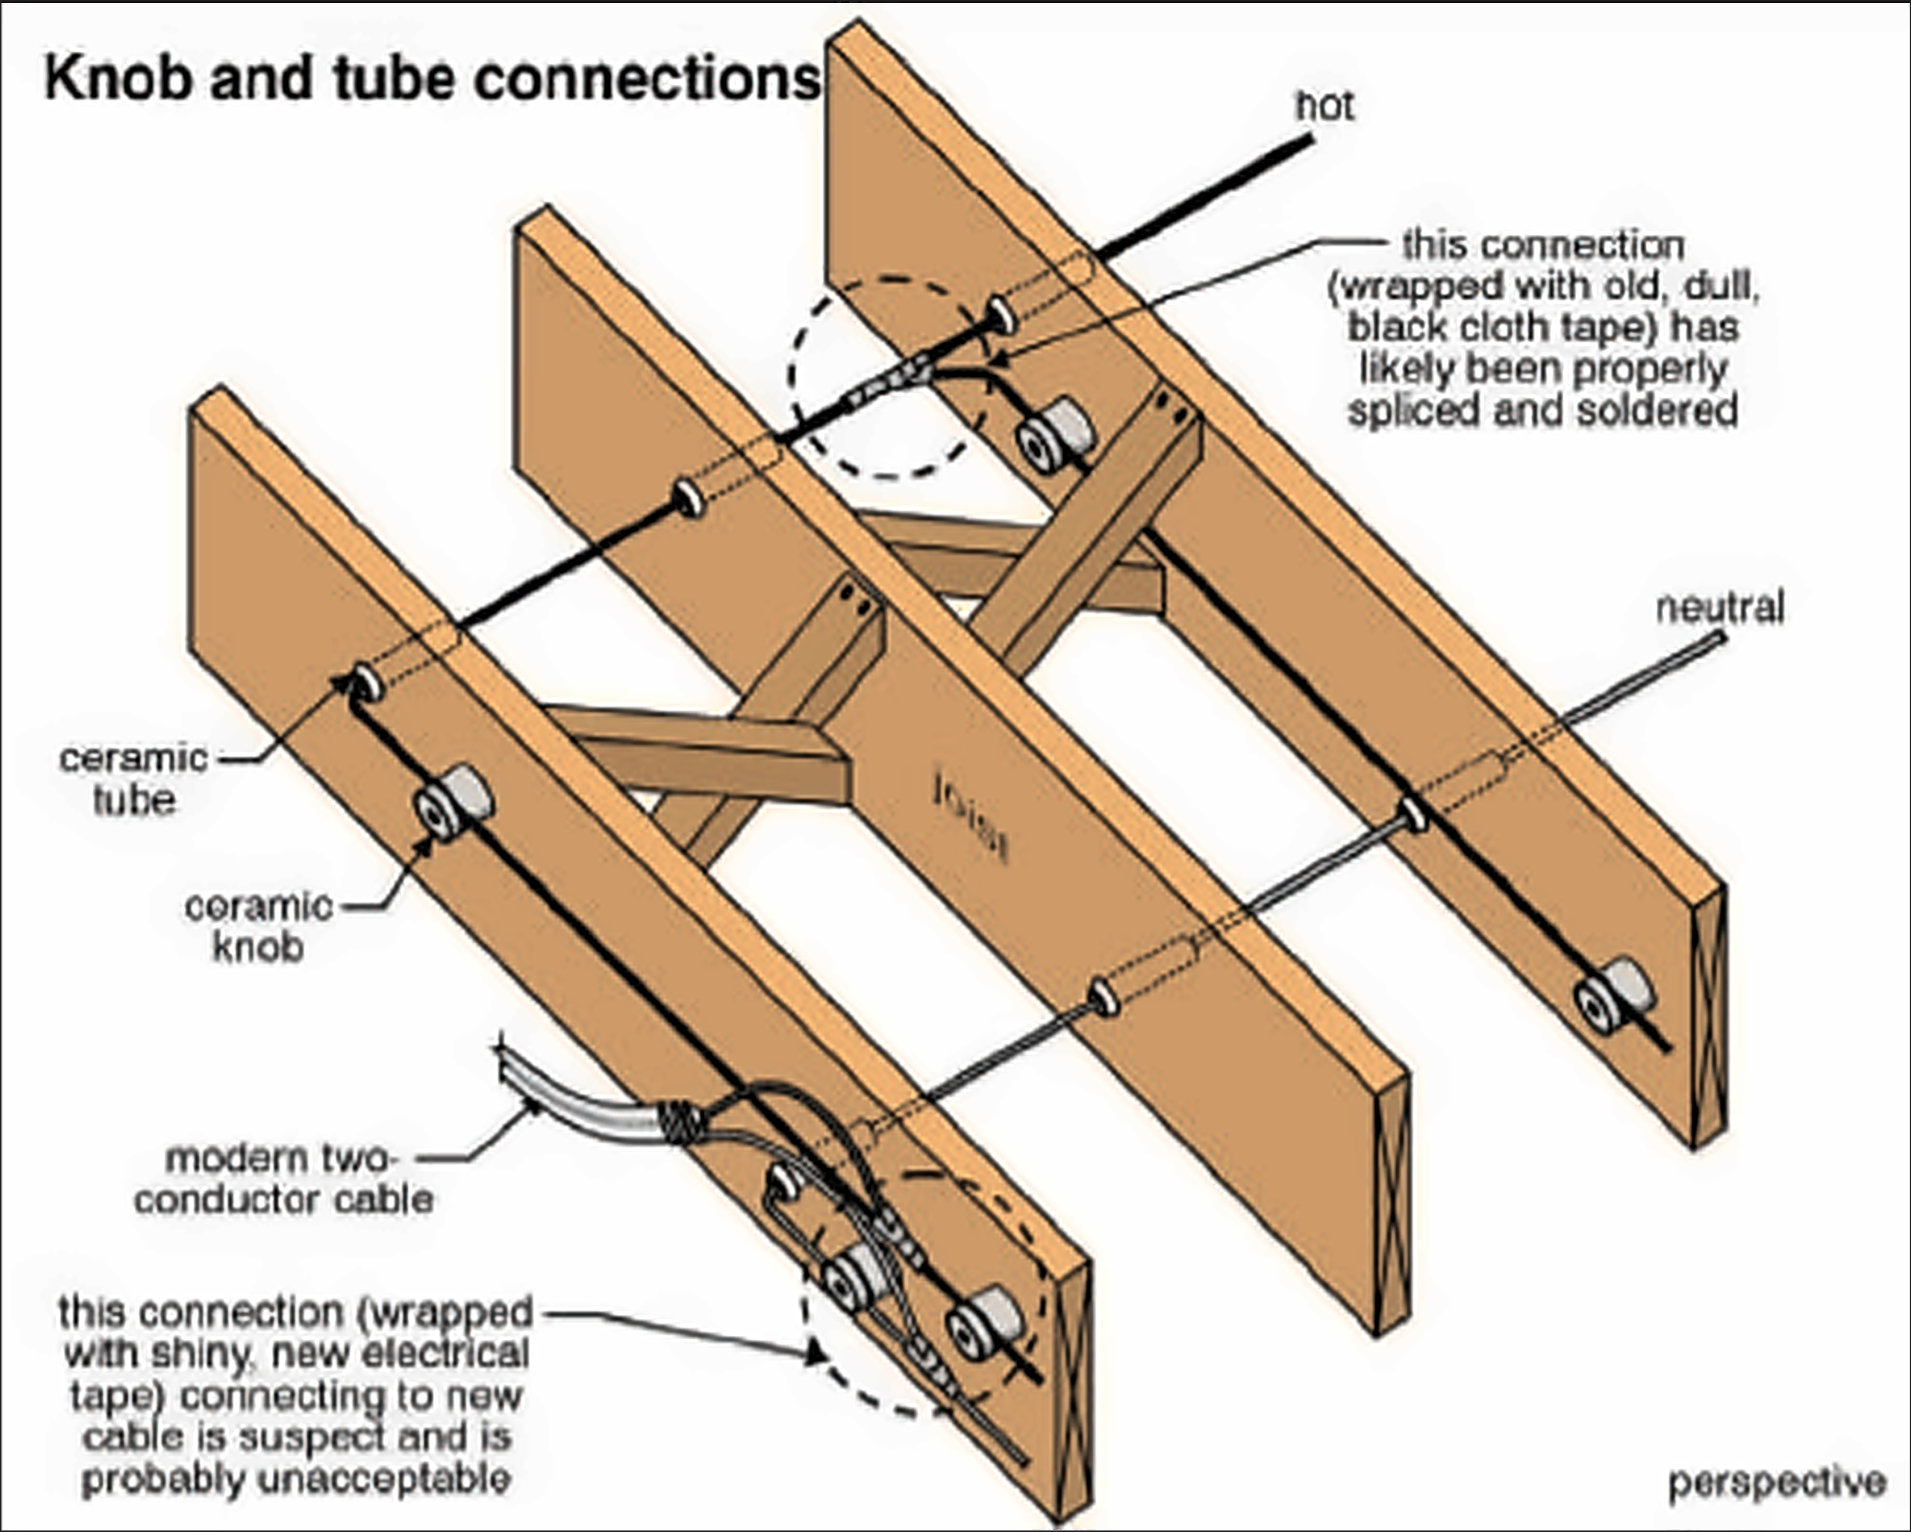 Knob and tube connections
hot
this connection
(wrapped with old, dull,
black cloth tape) has
likely been properly
spliced and soldered
neutral
ceramic
tube
joist
ceramic
knob
modern two-
conductor cable
this connection (wrapped
with shiny, new electrical
tape) connecting to new
cable is suspect and is
probably unacceptable
perspective